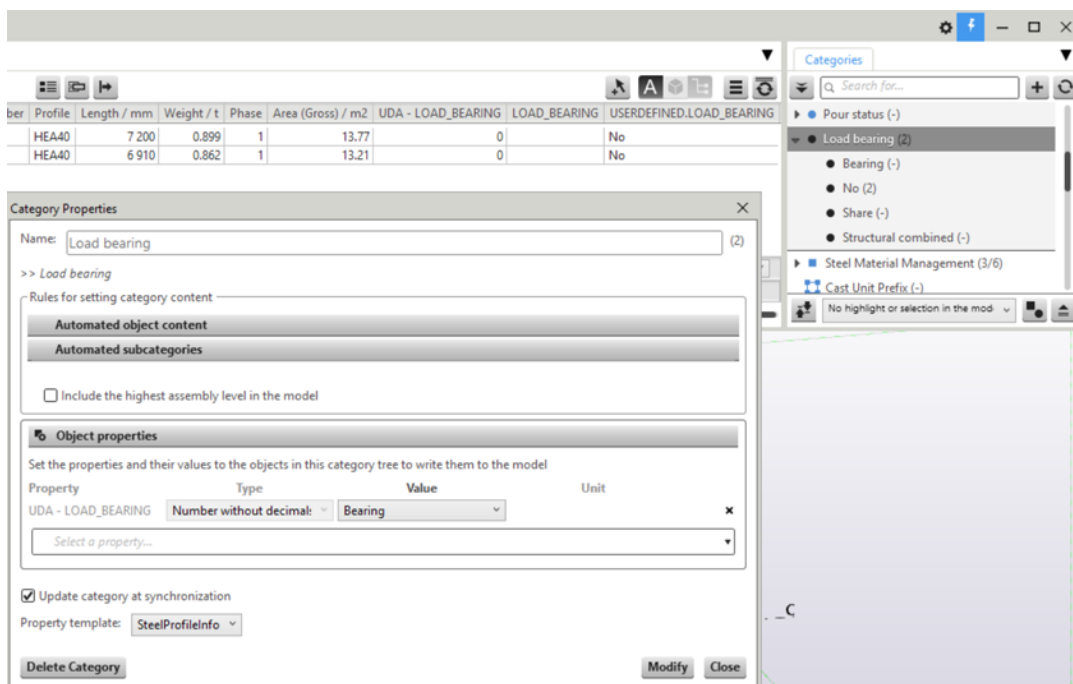 Categories
Search for...
ber Profile Length / mm Weight / t Phase Area (Gross) / m2 UDA - LOAD_BEARING LOAD_BEARING USERDEFINED.LOAD_BEARING
HEA40 7 200 0.899 1 13.77 0 No
HEA40 6 910 0.862 1 13.21 0 No
Pour status (-)
Load bearing (2)
Bearing (-)
No (2)
Share (-)
Structural combined (-)
Steel Material Management (3/6)
Cast Unit Prefix (-)
No highlight or selection in the mod
Category Properties
Name: Load bearing (2)
>> Load bearing
Rules for setting category content
Automated object content
Automated subcategories
Include the highest assembly level in the model
Object properties
Set the properties and their values to the objects in this category tree to write them to the model
Property Type Value Unit
UDA - LOAD_BEARING Number without decimal: Bearing
Select a property...
Update category at synchronization
Property template: SteelProfileInfo
Delete Category Modify Close